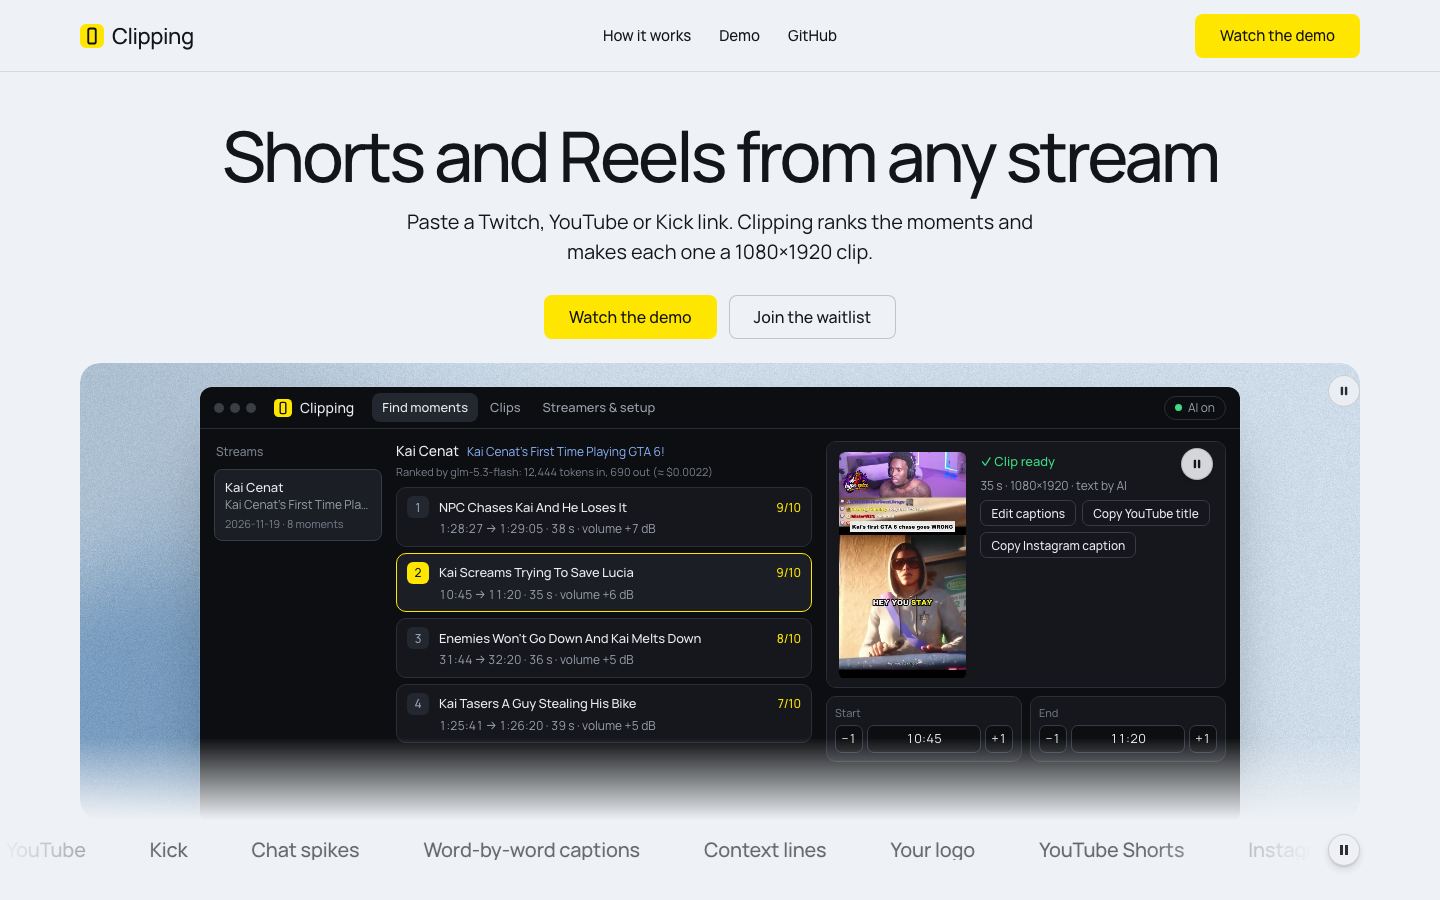 Clipping
How it works
Demo
GitHub
Watch the demo
Shorts and Reels from any stream
Paste a Twitch, YouTube or Kick link. Clipping ranks the moments and
makes each one a 1080×1920 clip.
Watch the demo
Join the waitlist
Clipping
Find moments
Clips
Streamers & setup
AI on
Streams
Kai Cenat
Kai Cenat's First Time Pla...
2026-11-19 · 8 moments
Kai Cenat Kai Cenat's First Time Playing GTA 6!
Ranked by glm-5.3-flash: 12,444 tokens in, 690 out (≈ $0.0022)
1 NPC Chases Kai And He Loses It 9/10
1:28:27 → 1:29:05 · 38 s · volume +7 dB
2 Kai Screams Trying To Save Lucia 9/10
10:45 → 11:20 · 35 s · volume +6 dB
3 Enemies Won't Go Down And Kai Melts Down 8/10
31:44 → 32:20 · 36 s · volume +5 dB
4 Kai Tasers A Guy Stealing His Bike 7/10
1:25:41 → 1:26:20 · 39 s · volume +5 dB
Kai's first GTA 6 chase goes WRONG
HEY YOU STAY
✓ Clip ready
35 s · 1080×1920 · text by AI
Edit captions
Copy YouTube title
Copy Instagram caption
Start
−1 10:45 +1
End
−1 11:20 +1
YouTube
Kick
Chat spikes
Word-by-word captions
Context lines
Your logo
YouTube Shorts
Instag